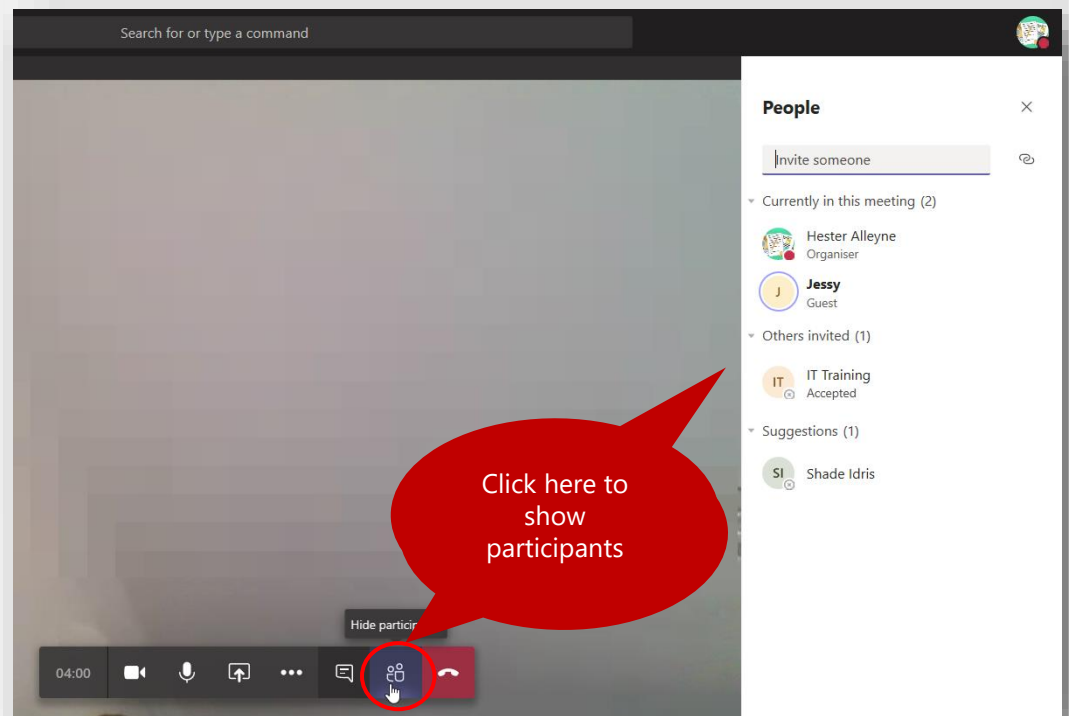 Search for or type a command
People
Invite someone
Currently in this meeting (2)
Hester Alleyne
Organiser
J
Jessy
Guest
Others invited (1)
IT
IT Training
Accepted
Suggestions (1)
SI
Shade Idris
Click here to
show
participants
Hide
04:00